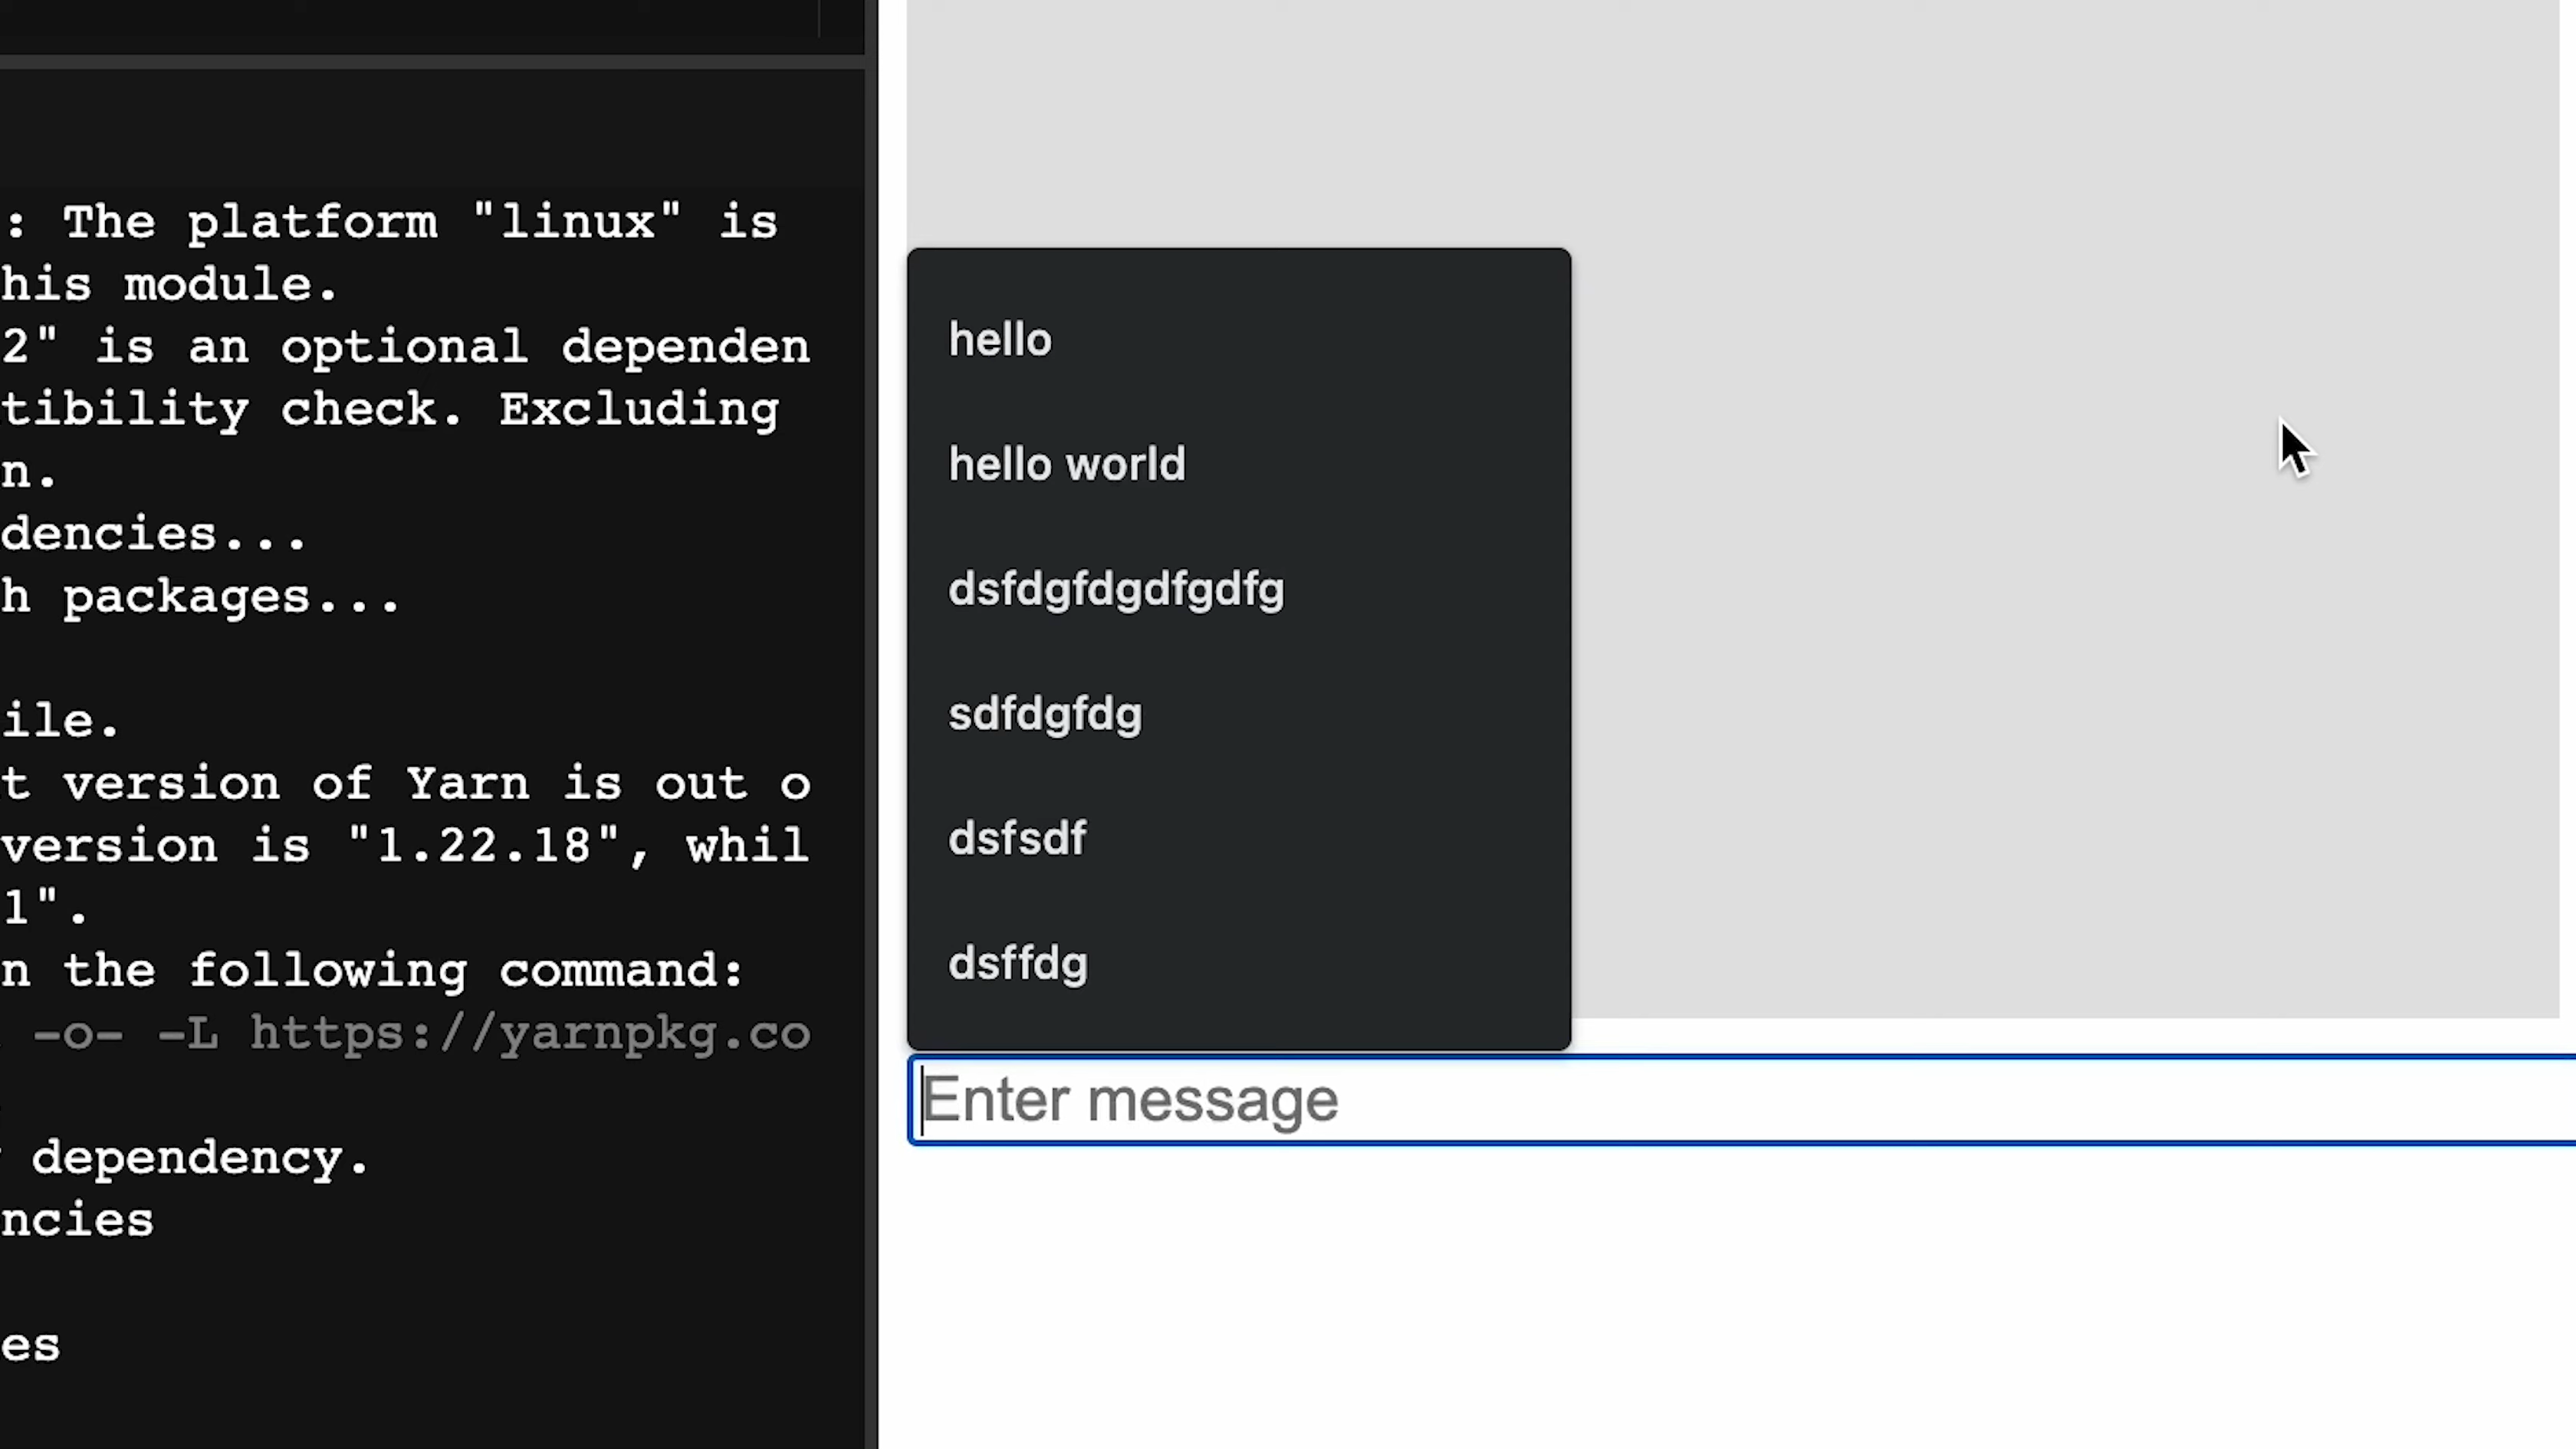 : The platform "linux" is
his module.
2" is an optional dependen
tibility check. Excluding
n.
dencies...
h packages...
ile.
t version of Yarn is out o
version is "1.22.18", whil
1".
n the following command:
-o- -L https://yarnpkg.co
dependency.
ncies
es
hello
hello world
dsfdgfdgdfgdfg
sdfdgfdg
dsfsdf
dsffdg
Enter message